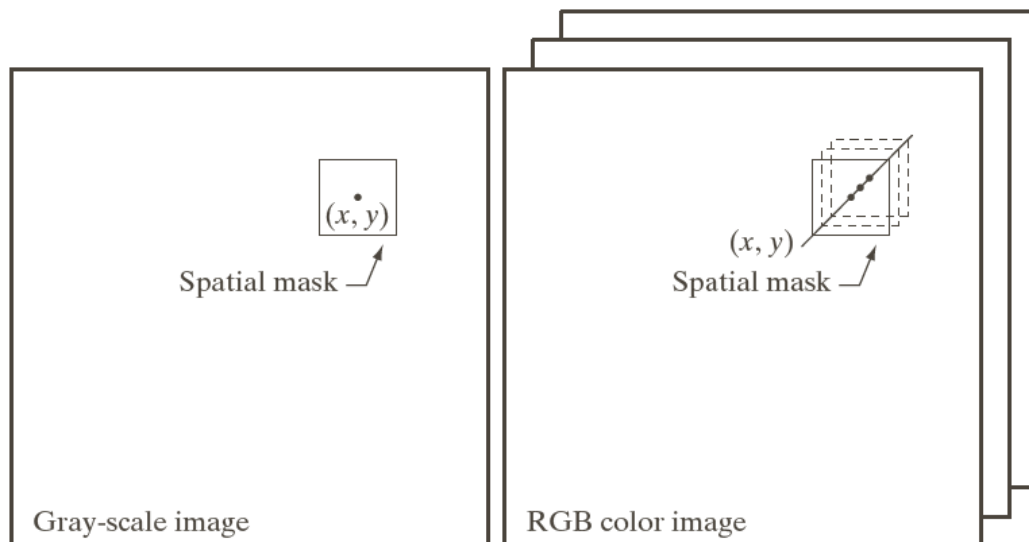 (x, y)
Spatial mask
Gray-scale image
(x, y)
Spatial mask
RGB color image